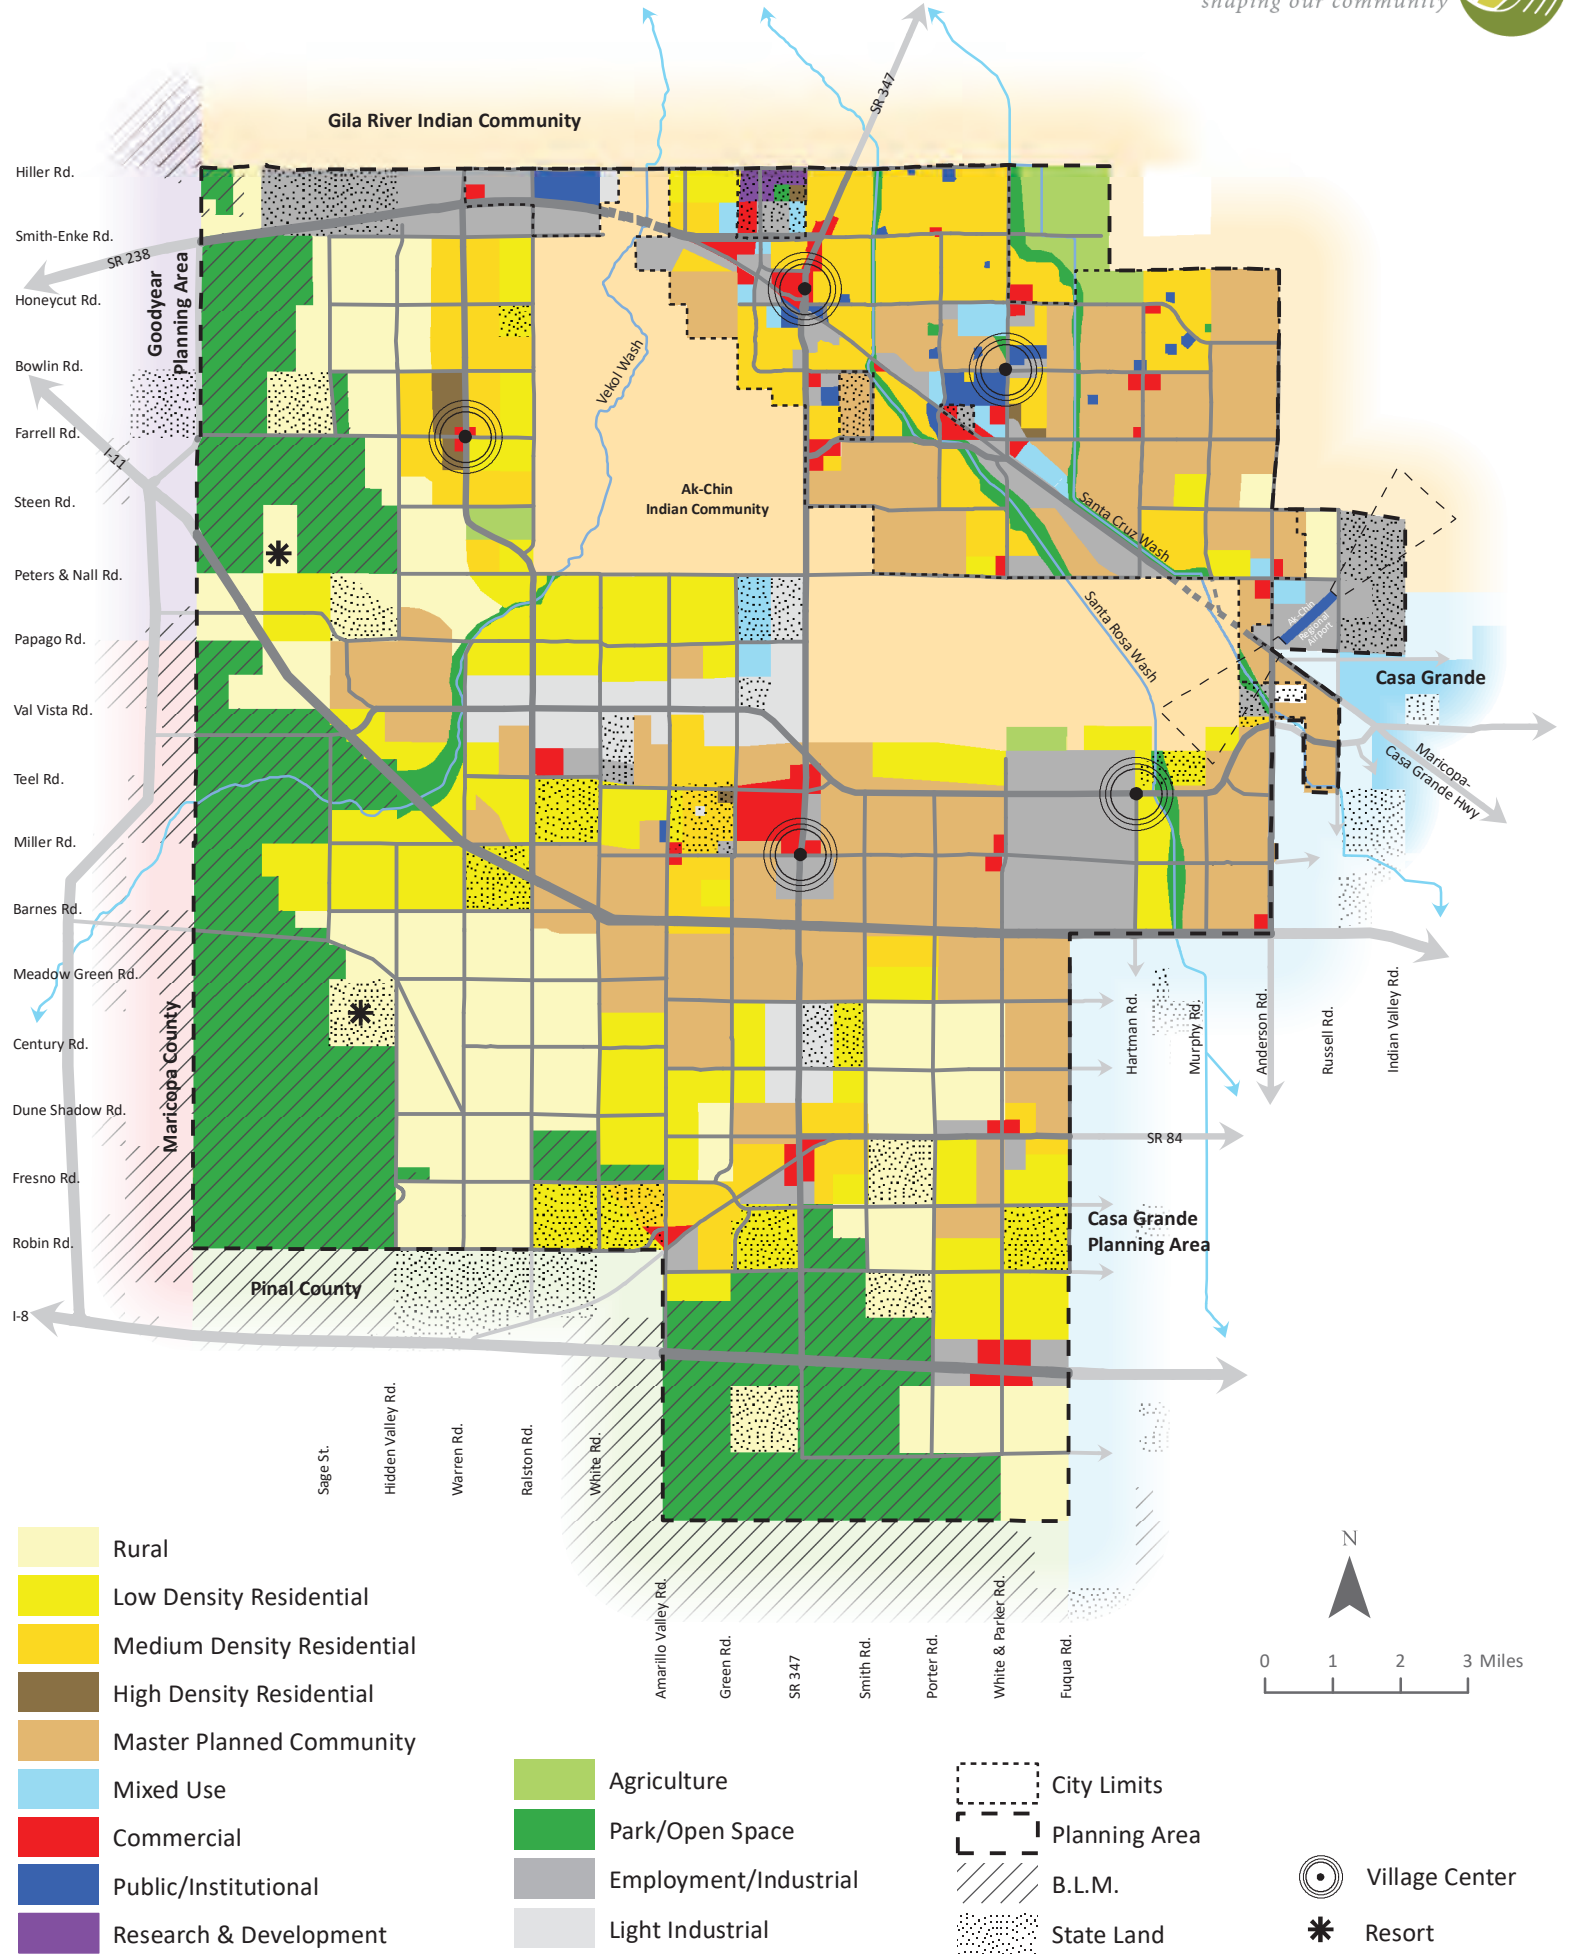 shaping our community
SR 347
Gila River Indian Community
Hiller Rd.
Smith-Enke Rd.
SR 238
Goodyear
Planning Area
Honeycut Rd.
Bowlin Rd.
Vekol Wash
Farrell Rd.
I-11
Ak-Chin
Indian Community
Steen Rd.
Santa Cruz Wash
Peters & Nall Rd.
Santa Rosa Wash
Ak-Chin
Regional
Airport
Papago Rd.
Casa Grande
Val Vista Rd.
Maricopa-
Casa Grande Hwy
Teel Rd.
Miller Rd.
Barnes Rd.
Meadow Green Rd.
Hartman Rd.
Murphy Rd.
Anderson Rd.
Russell Rd.
Indian Valley Rd.
Maricopa County
Century Rd.
Dune Shadow Rd.
SR 84
Fresno Rd.
Casa Grande
Planning Area
Robin Rd.
Pinal County
I-8
Sage St.
Hidden Valley Rd.
Warren Rd.
Ralston Rd.
White Rd.
Amarillo Valley Rd.
Green Rd.
SR 347
Smith Rd.
Porter Rd.
White & Parker Rd.
Fuqua Rd.
N
0 1 2 3 Miles
Rural
Low Density Residential
Medium Density Residential
High Density Residential
Master Planned Community
Mixed Use
Commercial
Public/Institutional
Research & Development
Agriculture
Park/Open Space
Employment/Industrial
Light Industrial
City Limits
Planning Area
B.L.M.
State Land
Village Center
Resort